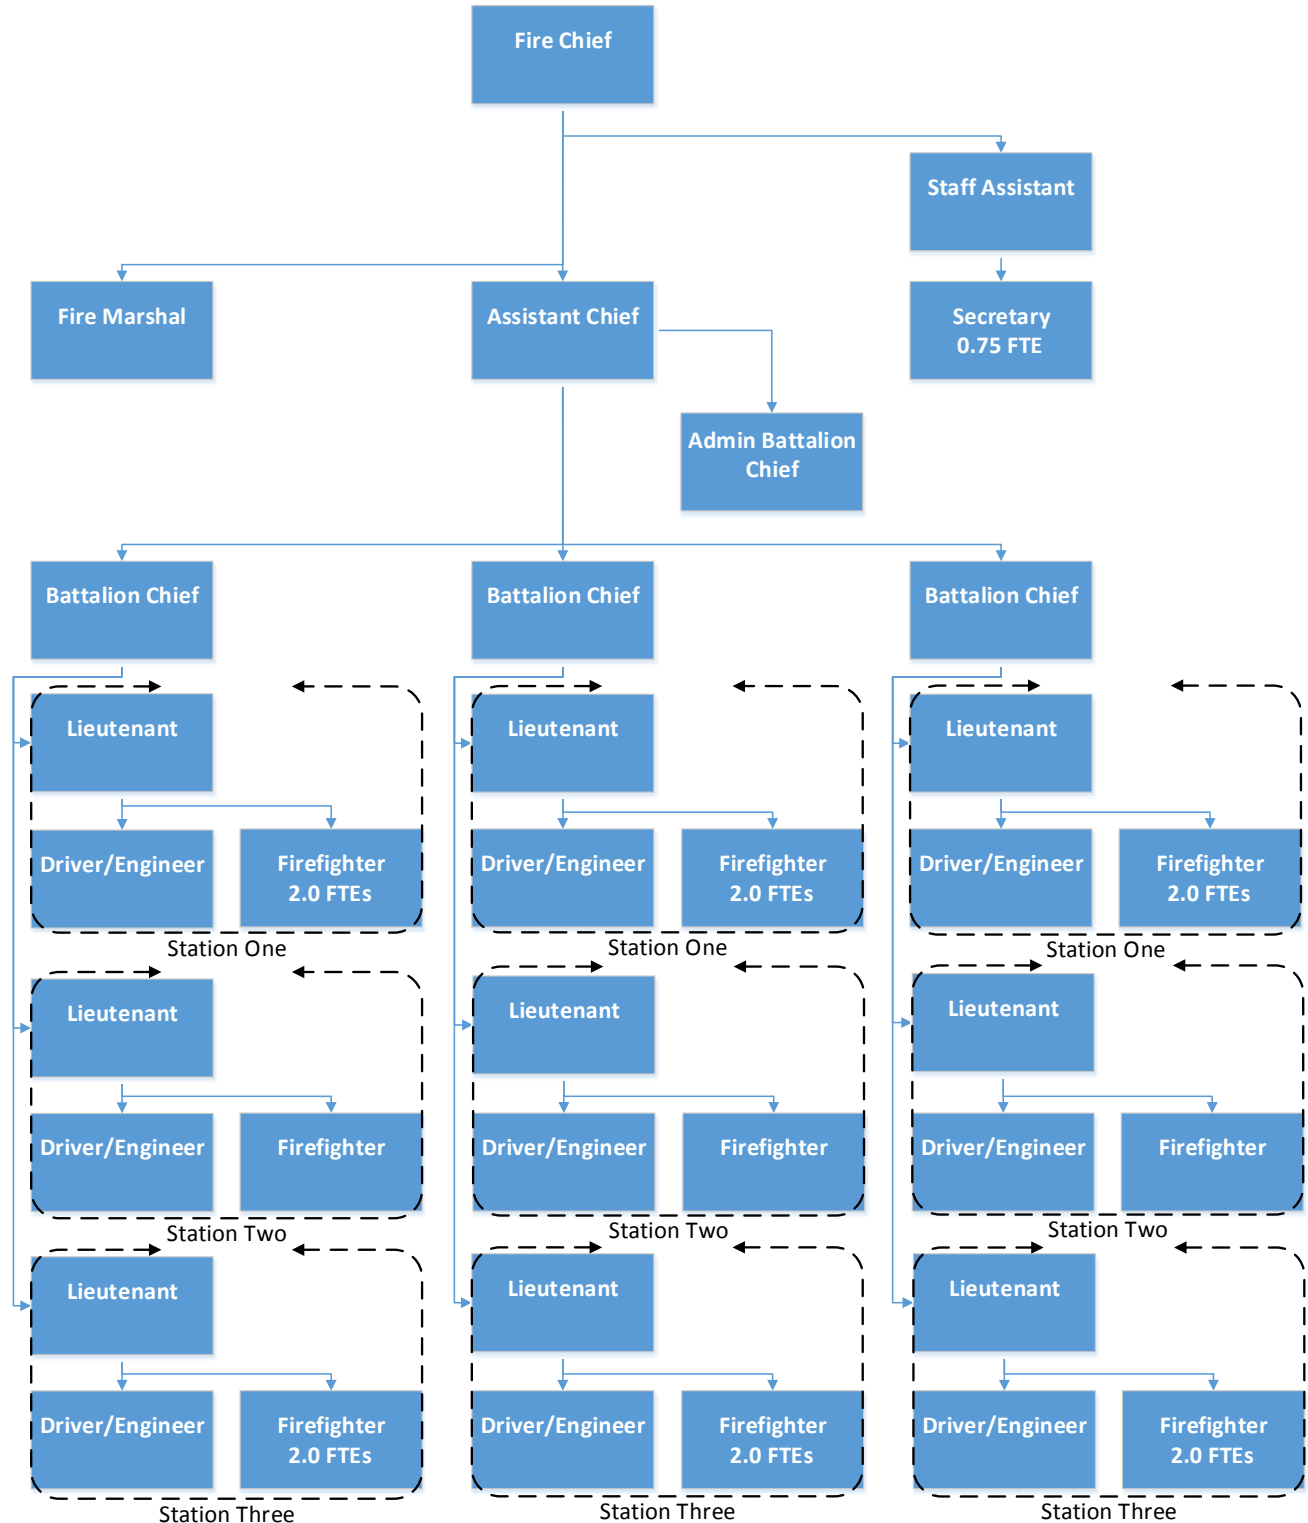 Fire Chief
Staff Assistant
Fire Marshal
Assistant Chief
Secretary
0.75 FTE
Admin Battalion
Chief
Battalion Chief
Battalion Chief
Battalion Chief
Lieutenant
Lieutenant
Lieutenant
Driver/Engineer
Firefighter
2.0 FTEs
Driver/Engineer
Firefighter
2.0 FTEs
Driver/Engineer
Firefighter
2.0 FTEs
Station One
Station One
Station One
Lieutenant
Lieutenant
Lieutenant
Driver/Engineer
Firefighter
Driver/Engineer
Firefighter
Driver/Engineer
Firefighter
Station Two
Station Two
Station Two
Lieutenant
Lieutenant
Lieutenant
Driver/Engineer
Firefighter
2.0 FTEs
Driver/Engineer
Firefighter
2.0 FTEs
Driver/Engineer
Firefighter
2.0 FTEs
Station Three
Station Three
Station Three